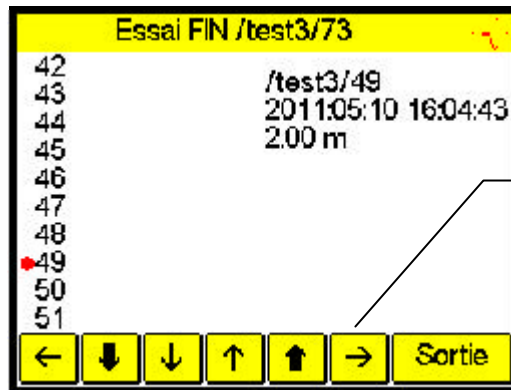 Essai FIN /test3/73
42
43
44
45
46
47
48
49
50
51
/test3/49
2011:05:10 16:04:43
2.00 m
← ⬇ ↓ ↑ ⬆ → Sortie